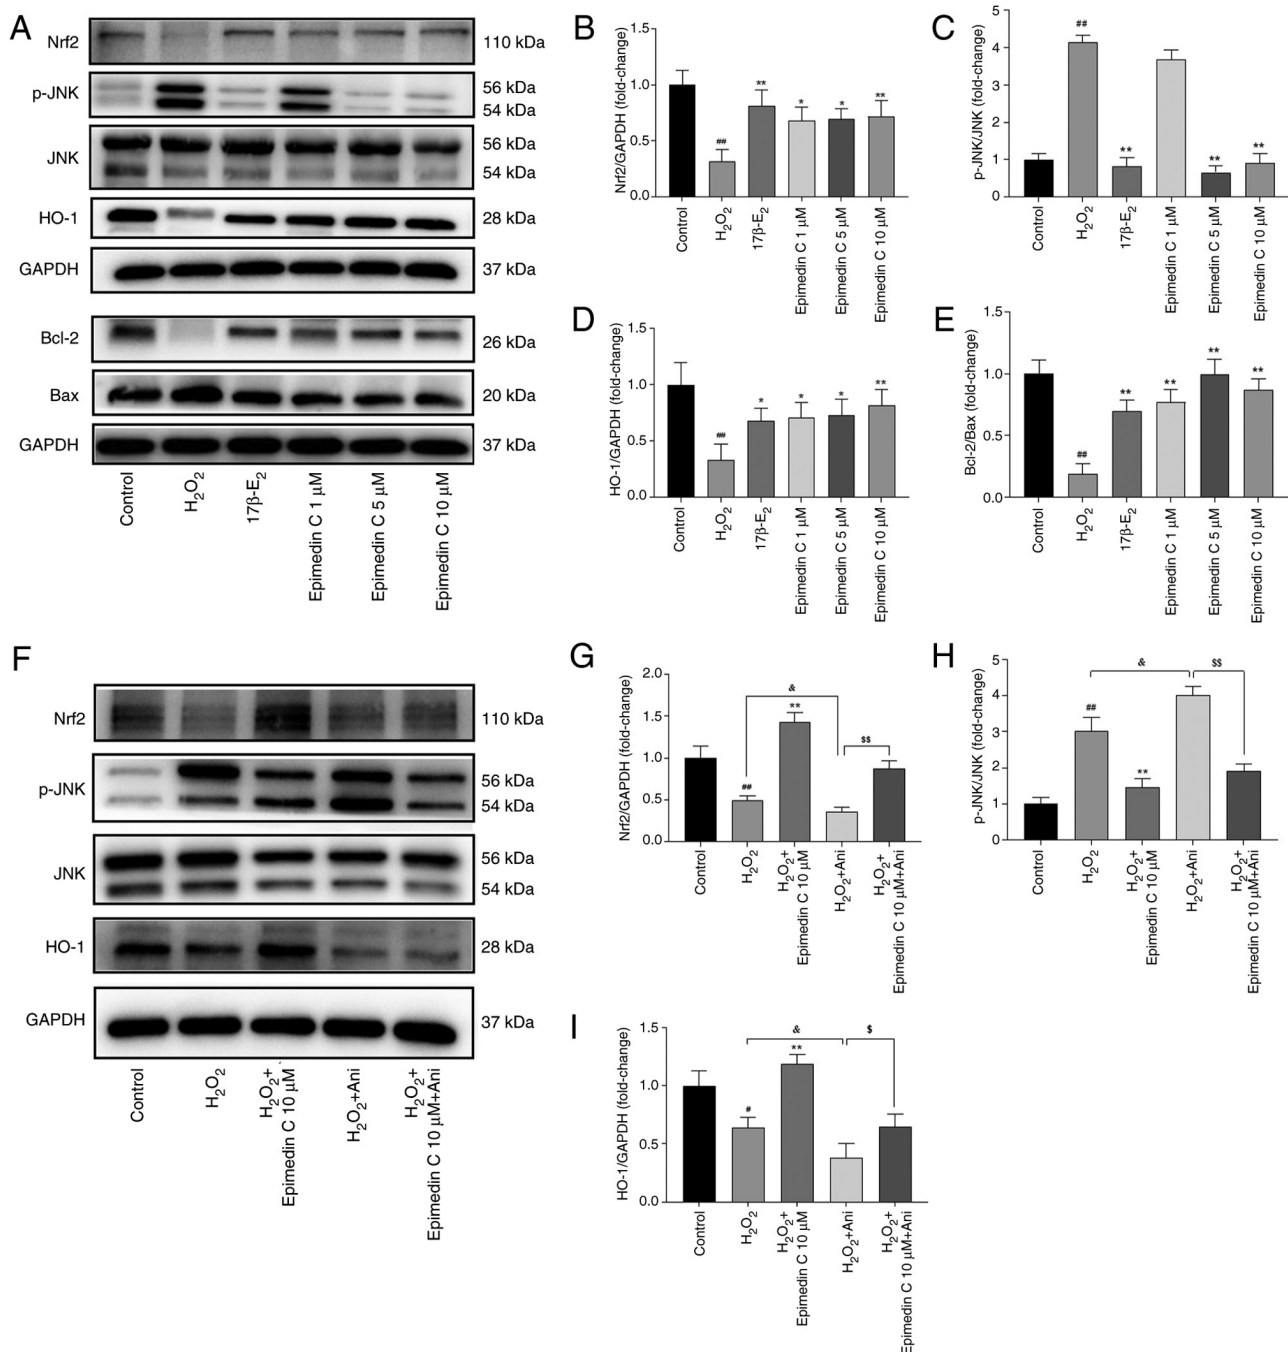 A
Nrf2
110 kDa
p-JNK
56 kDa
54 kDa
JNK
56 kDa
54 kDa
HO-1
28 kDa
GAPDH
37 kDa
Bcl-2
26 kDa
Bax
20 kDa
GAPDH
37 kDa
Control
H2O2
17β-E2
Epimedin C 1 μM
Epimedin C 5 μM
Epimedin C 10 μM
B
Nrf2/GAPDH (fold-change)
1.5
1.0
0.5
0.0
##
**
*
*
**
Control
H2O2
17β-E2
Epimedin C 1 μM
Epimedin C 5 μM
Epimedin C 10 μM
C
p-JNK/JNK (fold-change)
5
4
2
1
0
##
**
**
**
Control
H2O2
17β-E2
Epimedin C 1 μM
Epimedin C 5 μM
Epimedin C 10 μM
D
HO-1/GAPDH (fold-change)
1.5
1.0
0.5
0.0
##
*
*
*
**
Control
H2O2
17β-E2
Epimedin C 1 μM
Epimedin C 5 μM
Epimedin C 10 μM
E
Bcl-2/Bax (fold-change)
1.5
1.0
0.5
0.0
##
**
**
**
**
Control
H2O2
17β-E2
Epimedin C 1 μM
Epimedin C 5 μM
Epimedin C 10 μM
F
Nrf2
110 kDa
p-JNK
56 kDa
54 kDa
JNK
56 kDa
54 kDa
HO-1
28 kDa
GAPDH
37 kDa
Control
H2O2
H2O2+
Epimedin C 10 μM
H2O2+Ani
H2O2+
Epimedin C 10 μM+Ani
G
Nrf2/GAPDH (fold-change)
2.0
1.5
1.0
0.5
0.0
##
**
&
$$
Control
H2O2
H2O2+
Epimedin C 10 μM
H2O2+Ani
H2O2+
Epimedin C 10 μM+Ani
H
p-JNK/JNK (fold-change)
5
4
3
2
1
0
##
**
&
$$
Control
H2O2
H2O2+
Epimedin C 10 μM
H2O2+Ani
H2O2+
Epimedin C 10 μM+Ani
I
HO-1/GAPDH (fold-change)
1.5
1.0
0.5
0.0
#
**
&
$
Control
H2O2
H2O2+
Epimedin C 10 μM
H2O2+Ani
H2O2+
Epimedin C 10 μM+Ani